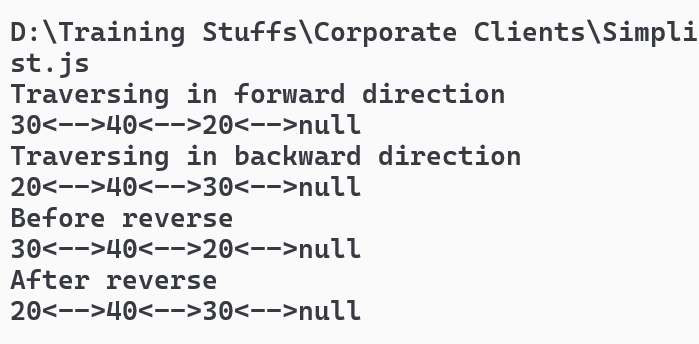 D:\Training Stuffs\Corporate Clients\Simpli
st.js
Traversing in forward direction
30<-->40<-->20<-->null
Traversing in backward direction
20<-->40<-->30<-->null
Before reverse
30<-->40<-->20<-->null
After reverse
20<-->40<-->30<-->null